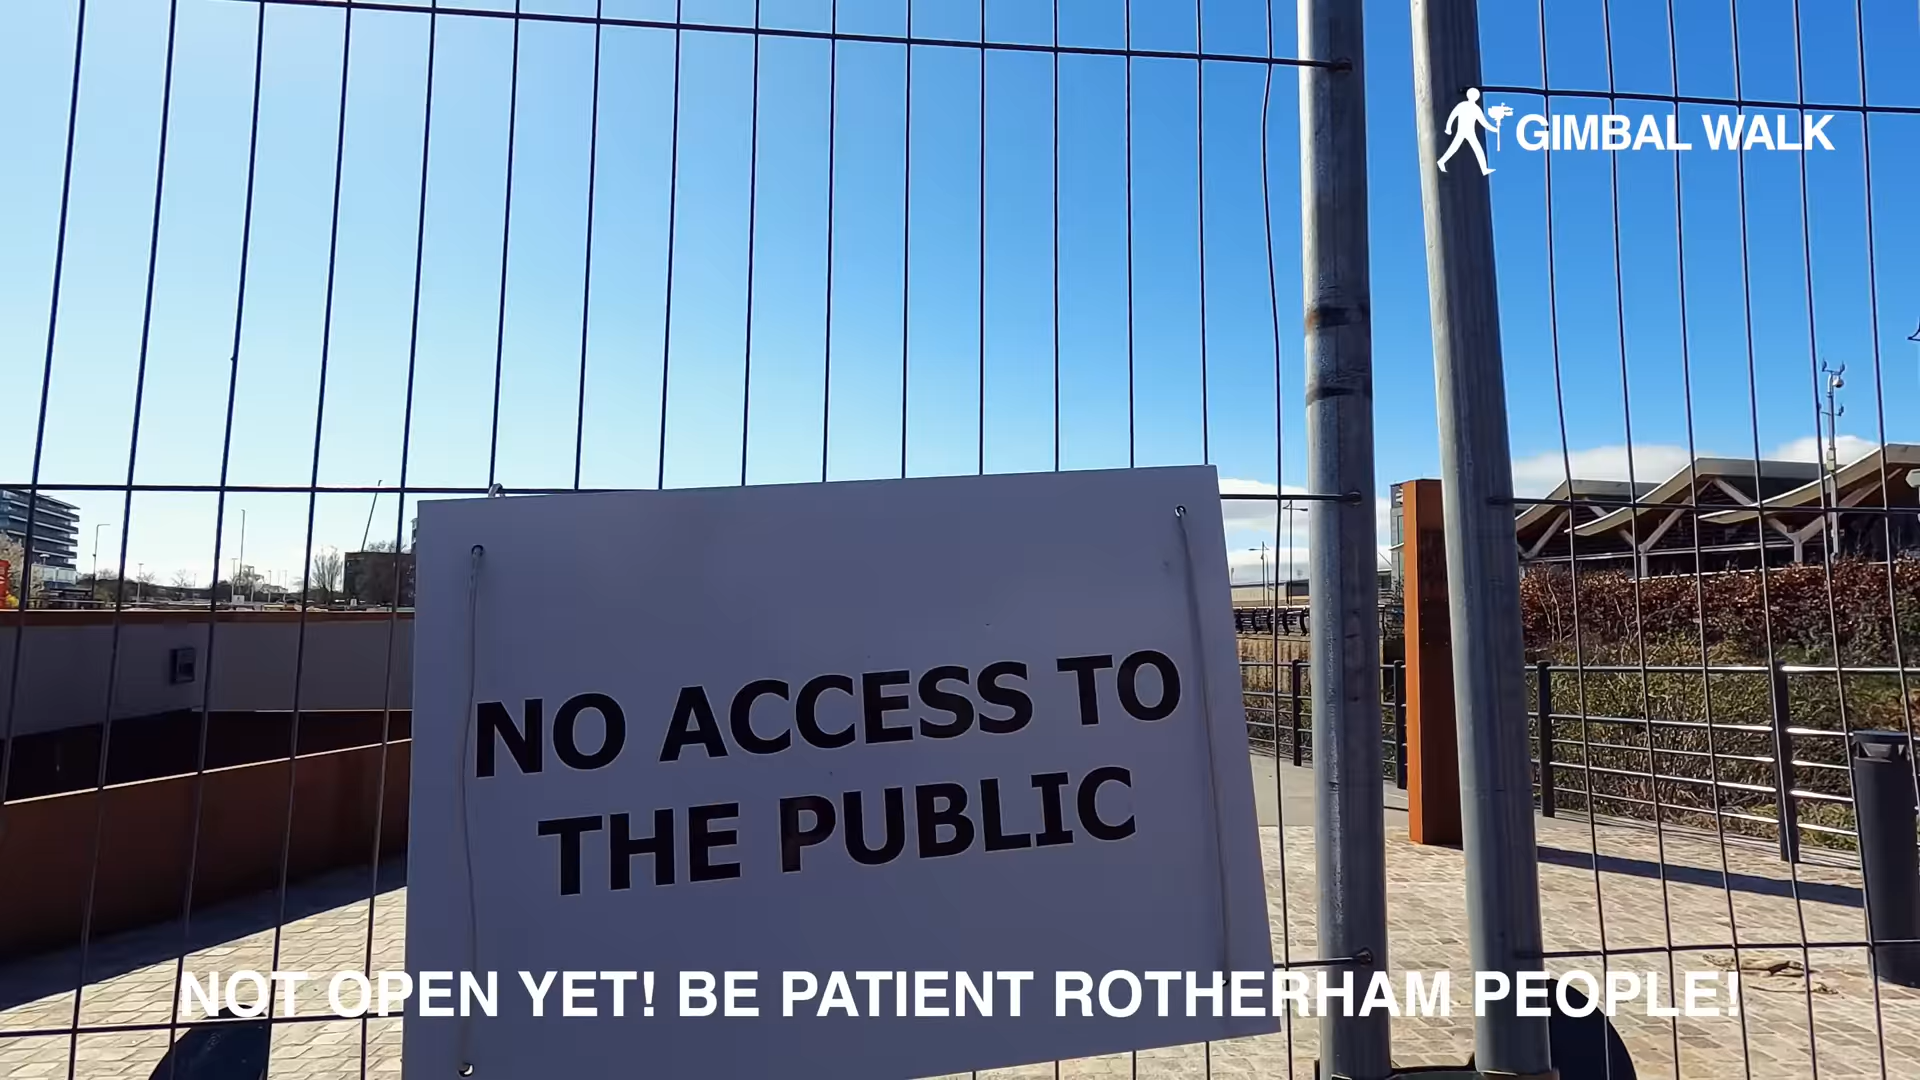 GIMBAL WALK
NO ACCESS TO
THE PUBLIC
NOT OPEN YET! BE PATIENT ROTHERHAM PEOPLE!